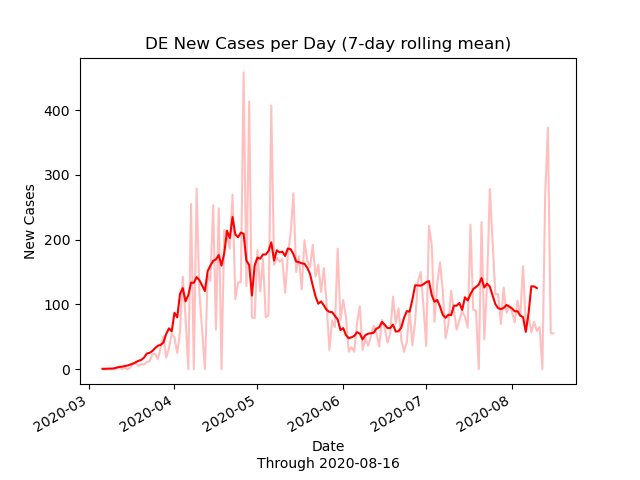 DE New Cases per Day (7-day rolling mean)
New Cases
400
300
200
100
0
2020-03
2020-04
2020-05
2020-06
2020-07
2020-08
Date
Through 2020-08-16